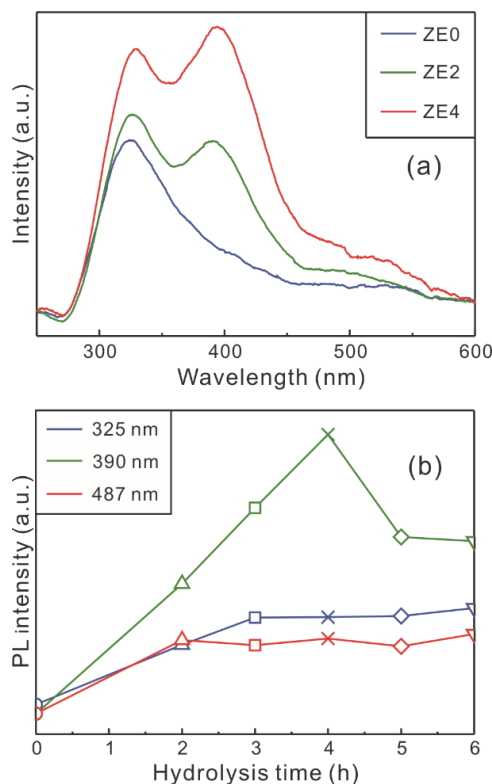 ZE0
ZE2
ZE4
(a)
Intensity (a.u.)
300 400 500 600
Wavelength (nm)
325 nm
390 nm
487 nm
(b)
PL intensity (a.u.)
0 1 2 3 4 5 6
Hydrolysis time (h)